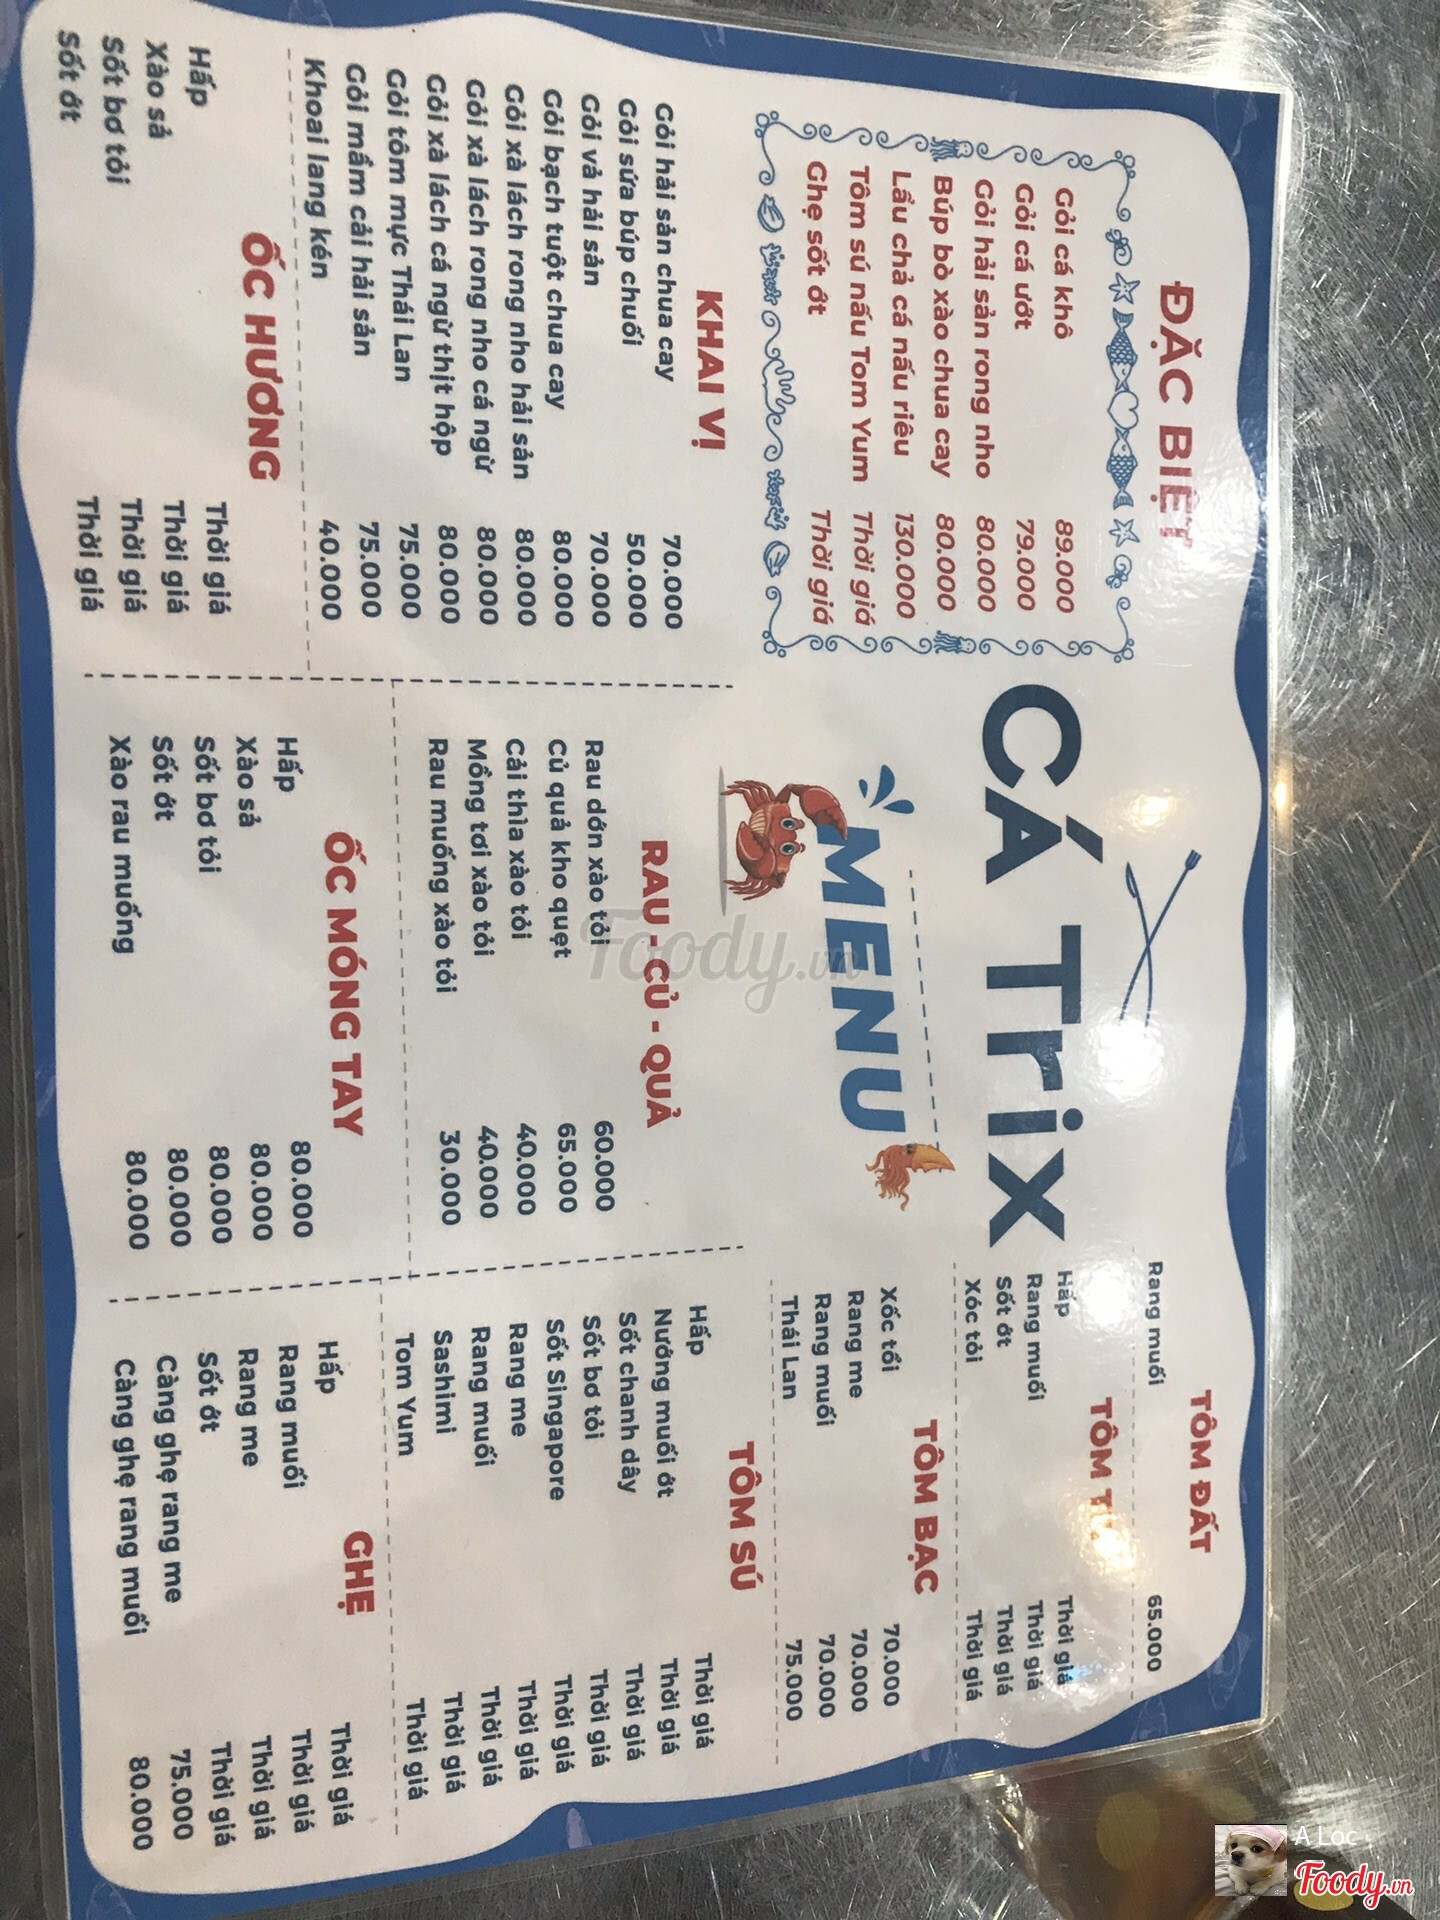 ĐẶC BIỆT
Gỏi cá khô 89.000
Gỏi cá ướt 79.000
Gỏi hải sản rong nho 80.000
Búp bò xào chua cay 80.000
Lẩu chả cá nấu riêu 130.000
Tôm sú nấu Tom Yum Thời giá
Ghẹ sốt ớt Thời giá
KHAI VỊ
Gỏi hải sản chua cay 70.000
Gỏi sứa búp chuối 50.000
Gỏi vả hải sản 70.000
Gỏi bạch tuột chua cay 80.000
Gỏi xà lách rong nho hải sản 80.000
Gỏi xà lách rong nho cá ngừ 80.000
Gỏi xà lách cá ngừ thịt hộp 80.000
Gỏi tôm mực Thái Lan 75.000
Gỏi mầm cải hải sản 75.000
Khoai lang kén 40.000
ỐC HƯƠNG
Hấp Thời giá
Xào sả Thời giá
Sốt bơ tỏi Thời giá
Sốt ớt Thời giá
CÁ TriX
MENU
RAU - CỦ - QUẢ
Rau dớn xào tỏi 60.000
Củ quả kho quẹt 65.000
Cải thìa xào tỏi 40.000
Mồng tơi xào tỏi 40.000
Rau muống xào tỏi 30.000
ỐC MÓNG TAY
Hấp 80.000
Xào sả 80.000
Sốt bơ tỏi 80.000
Sốt ớt 80.000
Xào rau muống 80.000
TÔM ĐẤT
Rang muối 65.000
TÔM
Hấp Thời giá
Rang muối Thời giá
Sốt ớt Thời giá
Xóc tỏi Thời giá
TÔM BẠC
Xốc tỏi 70.000
Rang me 70.000
Rang muối 70.000
Thái Lan 75.000
TÔM SÚ
Hấp Thời giá
Nướng muối ớt Thời giá
Sốt chanh dây Thời giá
Sốt bơ tỏi Thời giá
Sốt Singapore Thời giá
Rang me Thời giá
Rang muối Thời giá
Sashimi Thời giá
Tom Yum Thời giá
GHẸ
Hấp Thời giá
Rang muối Thời giá
Rang me Thời giá
Sốt ớt Thời giá
Càng ghẹ rang me 75.000
Càng ghẹ rang muối 80.000
Foody.vn
A Loc
Foody.vn